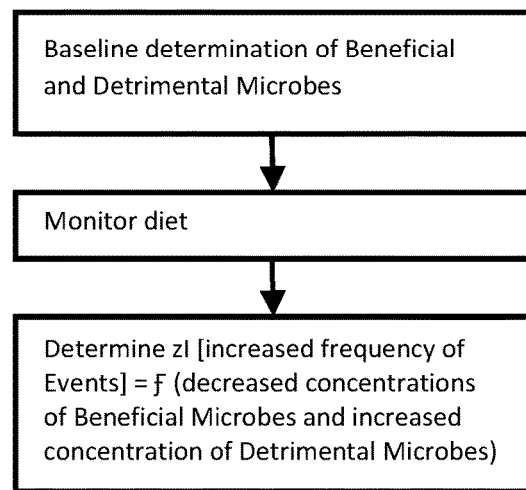 Baseline determination of Beneficial
and Detrimental Microbes
Monitor diet
Determine zI [increased frequency of
Events] = ƒ (decreased concentrations
of Beneficial Microbes and increased
concentration of Detrimental Microbes)